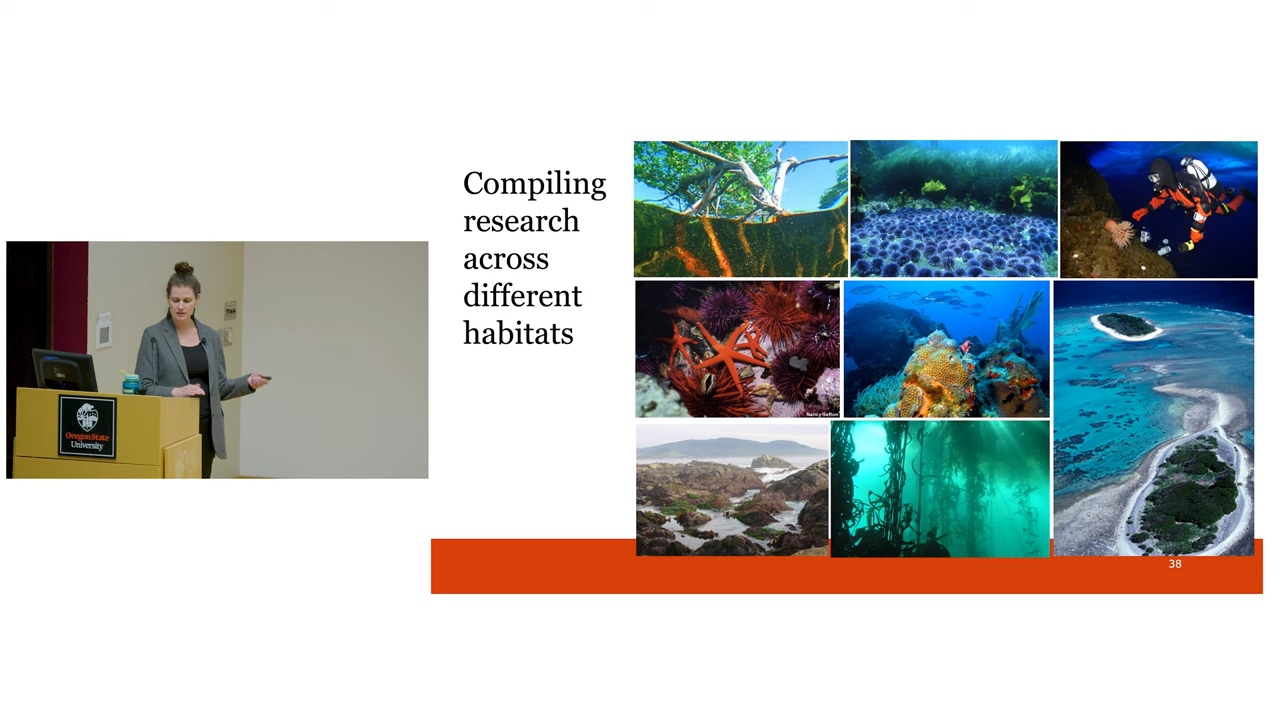 Compiling
research
across
different
habitats
Nancy Sefton
38
Oregon State
University